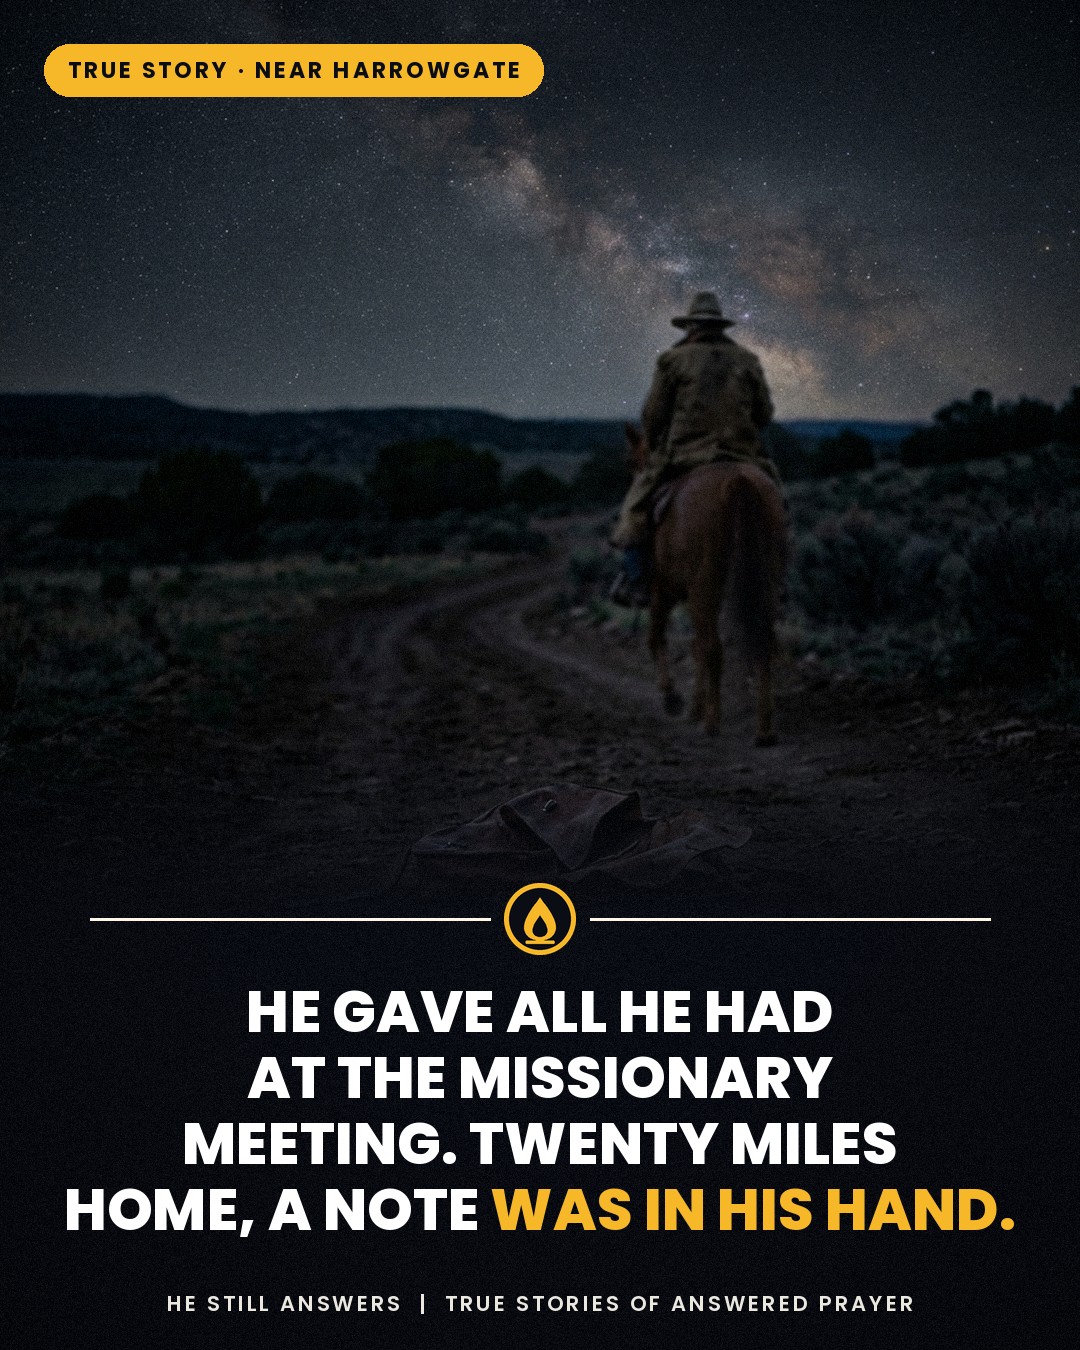 TRUE STORY · NEAR HARROWGATE
HE GAVE ALL HE HAD
AT THE MISSIONARY
MEETING. TWENTY MILES
HOME, A NOTE WAS IN HIS HAND.
HE STILL ANSWERS | TRUE STORIES OF ANSWERED PRAYER